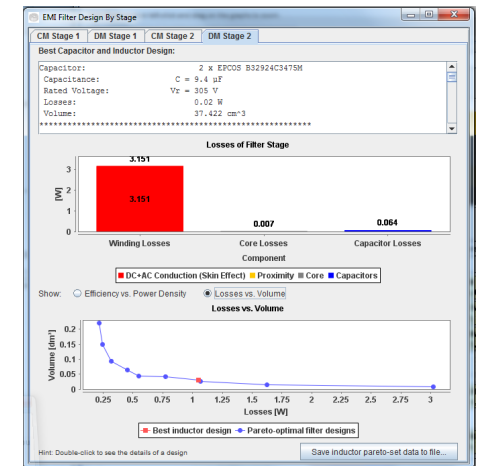 EMI Filter Design By Stage
CM Stage 1 DM Stage 1 CM Stage 2 DM Stage 2
Best Capacitor and Inductor Design:
Capacitor: 2 x EPCOS B32924C3475M
Capacitance: C = 9.4 µF
Rated Voltage: Vr = 305 V
Losses: 0.02 W
Volume: 37.422 cm^3
***********************************************************
Losses of Filter Stage
[W]
3
2
1
0
3.151
3.151
0.007
0.064
Winding Losses Core Losses Capacitor Losses
Component
DC+AC Conduction (Skin Effect) Proximity Core Capacitors
Show: Efficiency vs. Power Density Losses vs. Volume
Losses vs. Volume
Volume [dm³]
0.2
0.15
0.1
0.05
0
0.25 0.5 0.75 1 1.25 1.5 1.75 2 2.25 2.5 2.75 3
Losses [W]
Best inductor design Pareto-optimal filter designs
Hint: Double-click to see the details of a design
Save inductor pareto-set data to file...